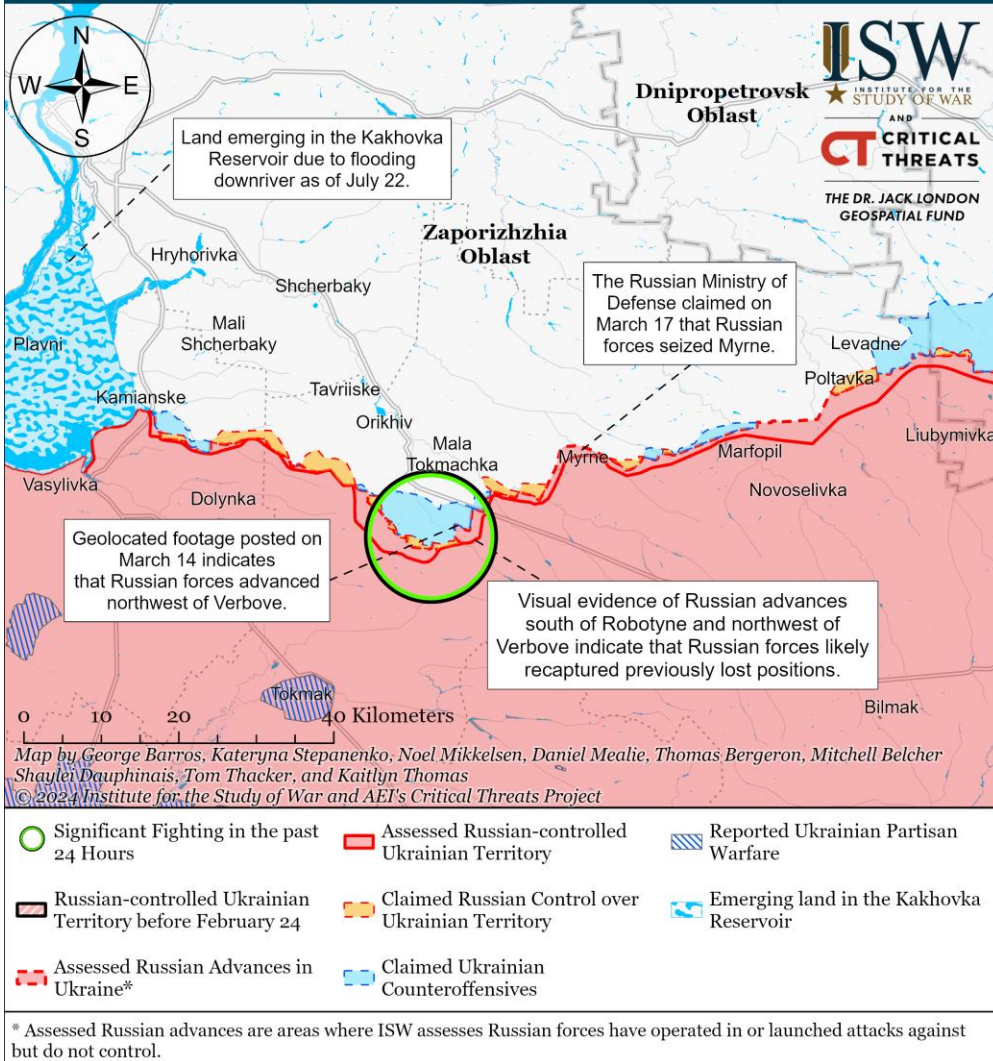 N
W E
S
ISW
INSTITUTE FOR THE
STUDY OF WAR
AND
CT CRITICAL
THREATS
THE DR. JACK LONDON
GEOSPATIAL FUND
Dnipropetrovsk
Oblast
Land emerging in the Kakhovka
Reservoir due to flooding
downriver as of July 22.
Zaporizhzhia
Oblast
Hryhorivka
Shcherbaky
The Russian Ministry of
Defense claimed on
March 17 that Russian
forces seized Myrne.
Plavni
Mali
Shcherbaky
Levadne
Poltavka
Tavriiske
Kamianske
Orikhiv
Mala
Tokmachka
Myrne
Marfopil
Liubymivka
Vasylivka
Dolynka
Novoselivka
Geolocated footage posted on
March 14 indicates
that Russian forces advanced
northwest of Verbove.
Visual evidence of Russian advances
south of Robotyne and northwest of
Verbove indicate that Russian forces likely
recaptured previously lost positions.
Tokmak
Bilmak
0 10 20 40 Kilometers
Map by George Barros, Kateryna Stepanenko, Noel Mikkelsen, Daniel Mealie, Thomas Bergeron, Mitchell Belcher
Shaylei Dauphinais, Tom Thacker, and Kaitlyn Thomas
© 2024 Institute for the Study of War and AEI's Critical Threats Project
Significant Fighting in the past
24 Hours
Russian-controlled Ukrainian
Territory before February 24
Assessed Russian Advances in
Ukraine*
Assessed Russian-controlled
Ukrainian Territory
Claimed Russian Control over
Ukrainian Territory
Claimed Ukrainian
Counteroffensives
Reported Ukrainian Partisan
Warfare
Emerging land in the Kakhovka
Reservoir
* Assessed Russian advances are areas where ISW assesses Russian forces have operated in or launched attacks against
but do not control.